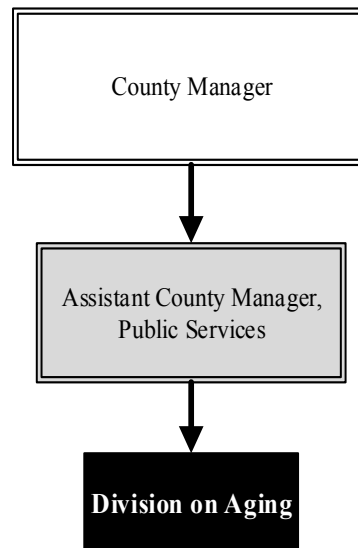 County Manager
Assistant County Manager,
Public Services
Division on Aging